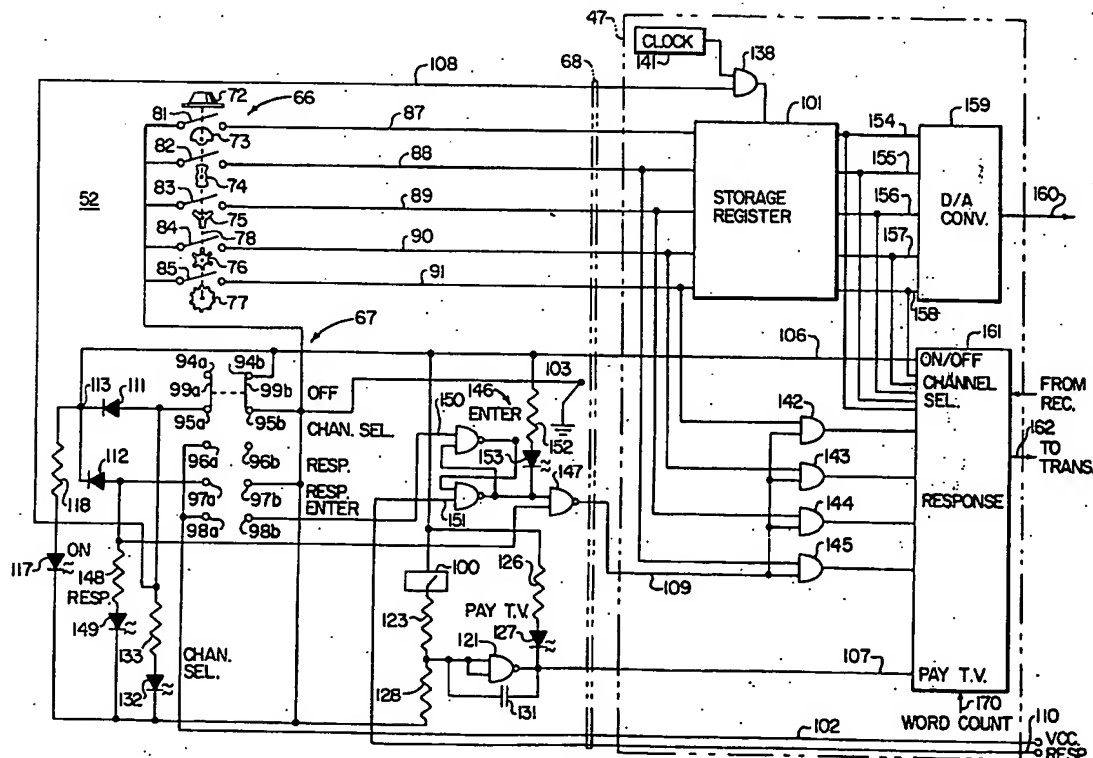 47
CLOCK
141
138
108
68
72
66
81
87
101
154
159
73
82
88
155
74
83
89
156
52
STORAGE REGISTER
D/A CONV.
160
75
84
78
90
157
76
85
91
158
77
67
106
161
94a
94b
103
ON/OFF
113
111
99a
99b
OFF
146
ENTER
150
CHANNEL SEL.
FROM REC.
95a
95b
CHAN. SEL.
142
152
162
112
96a
96b
RESP.
153
147
143
TO TRANS.
118
97a
97b
RESP. ENTER
151
144
RESPONSE
98a
98b
117
ON
148
RESP.
100
126
109
145
149
133
123
PAY T.V.
127
121
107
CHAN. SEL.
132
128
131
PAY T.V.
170
WORD COUNT
102
110
VCC.
RESP.